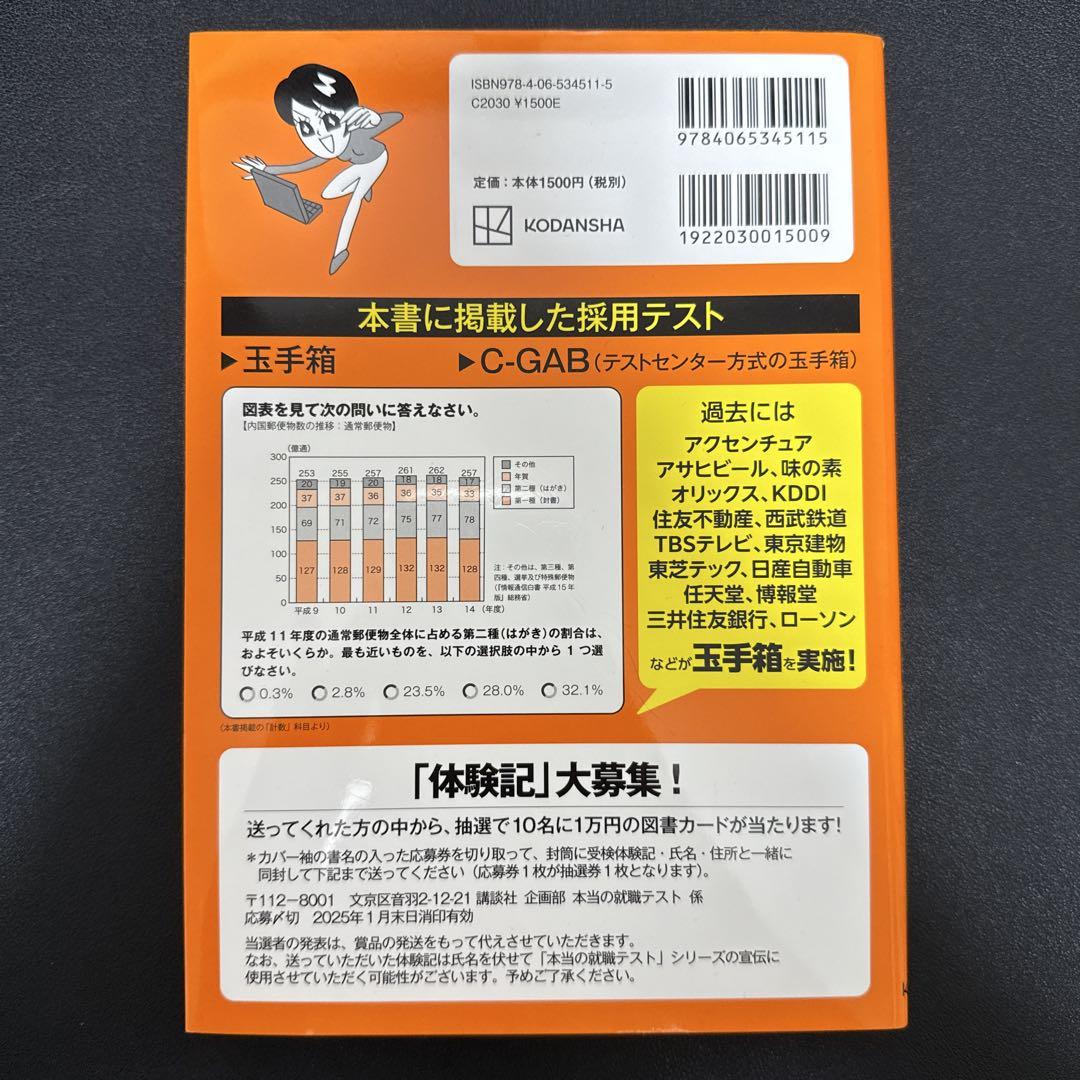 ISBN978-4-06-534511-5
C2030 ¥1500E
9784065345115
定価：本体1500円（税別）
KODANSHA
1922030015009
本書に掲載した採用テスト
▶玉手箱
▶C-GAB（テストセンター方式の玉手箱）
図表を見て次の問いに答えなさい。
【内国郵便物数の推移：通常郵便物】
（億通）
300
250
200
150
100
50
0
253 255 257 261 262 257
20 19 20 18 18 17
37 37 36 36 35 33
69 71 72 75 77 78
127 128 129 132 132 128
平成9 10 11 12 13 14（年度）
その他
年賀
第二種（はがき）
第一種（封書）
注：その他は、第三種、第
四種、選挙及び特殊郵便物
（『情報通信白書 平成15年
版』総務省）
平成11年度の通常郵便物全体に占める第二種（はがき）の割合は、
およそいくらか。最も近いものを、以下の選択肢の中から1つ選
びなさい。
0.3% 2.8% 23.5% 28.0% 32.1%
（本書掲載の「計数」科目より）
過去には
アクセンチュア
アサヒビール、味の素
オリックス、KDDI
住友不動産、西武鉄道
TBSテレビ、東京建物
東芝テック、日産自動車
任天堂、博報堂
三井住友銀行、ローソン
などが玉手箱を実施！
「体験記」大募集！
送ってくれた方の中から、抽選で10名に1万円の図書カードが当たります！
＊カバー袖の書名の入った応募券を切り取って、封筒に受検体験記・氏名・住所と一緒に
同封して下記まで送ってください（応募券1枚が抽選券1枚となります）。
〒112-8001 文京区音羽2-12-21 講談社 企画部 本当の就職テスト 係
応募〆切 2025年1月末日消印有効
当選者の発表は、賞品の発送をもって代えさせていただきます。
なお、送っていただいた体験記は氏名を伏せて「本当の就職テスト」シリーズの宣伝に
使用させていただく可能性がございます。予めご了承ください。